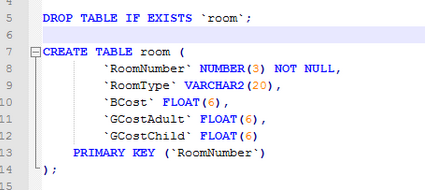 4
5 DROP TABLE IF EXISTS `room`;
6
7 CREATE TABLE room (
8 `RoomNumber` NUMBER(3) NOT NULL,
9 `RoomType` VARCHAR2(20),
10 `BCost` FLOAT(6),
11 `GCostAdult` FLOAT(6),
12 `GCostChild` FLOAT(6)
13 PRIMARY KEY (`RoomNumber`)
14 );
15